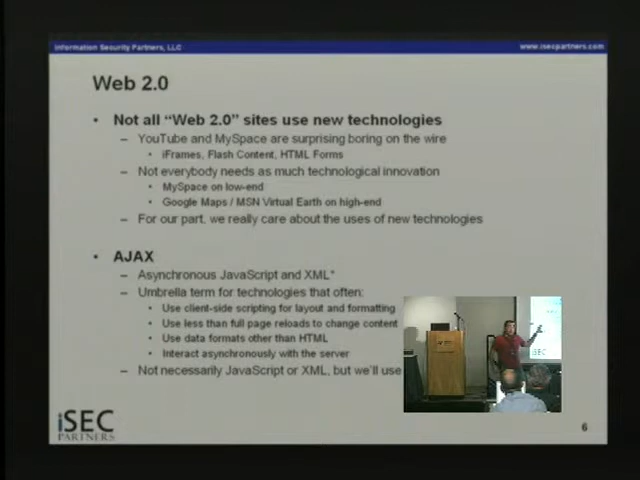 Information Security Partners, LLC
www.isecpartners.com
Web 2.0
• Not all “Web 2.0” sites use new technologies
– YouTube and MySpace are surprising boring on the wire
• iFrames, Flash Content, HTML Forms
– Not everybody needs as much technological innovation
• MySpace on low-end
• Google Maps / MSN Virtual Earth on high-end
– For our part, we really care about the uses of new technologies
• AJAX
– Asynchronous JavaScript and XML*
– Umbrella term for technologies that often:
• Use client-side scripting for layout and formatting
• Use less than full page reloads to change content
• Use data formats other than HTML
• Interact asynchronously with the server
– Not necessarily JavaScript or XML, but we'll use
iSEC
PARTNERS
6
iSEC